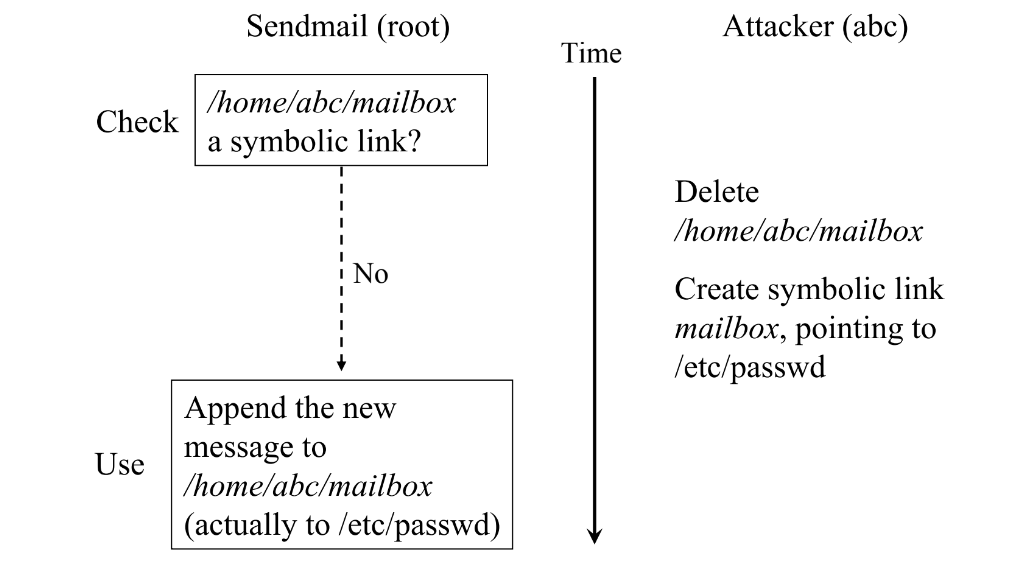 Sendmail (root)
Attacker (abc)
Time
Check
/home/abc/mailbox
a symbolic link?
Delete
/home/abc/mailbox
No
Create symbolic link
mailbox, pointing to
/etc/passwd
Use
Append the new
message to
/home/abc/mailbox
(actually to /etc/passwd)